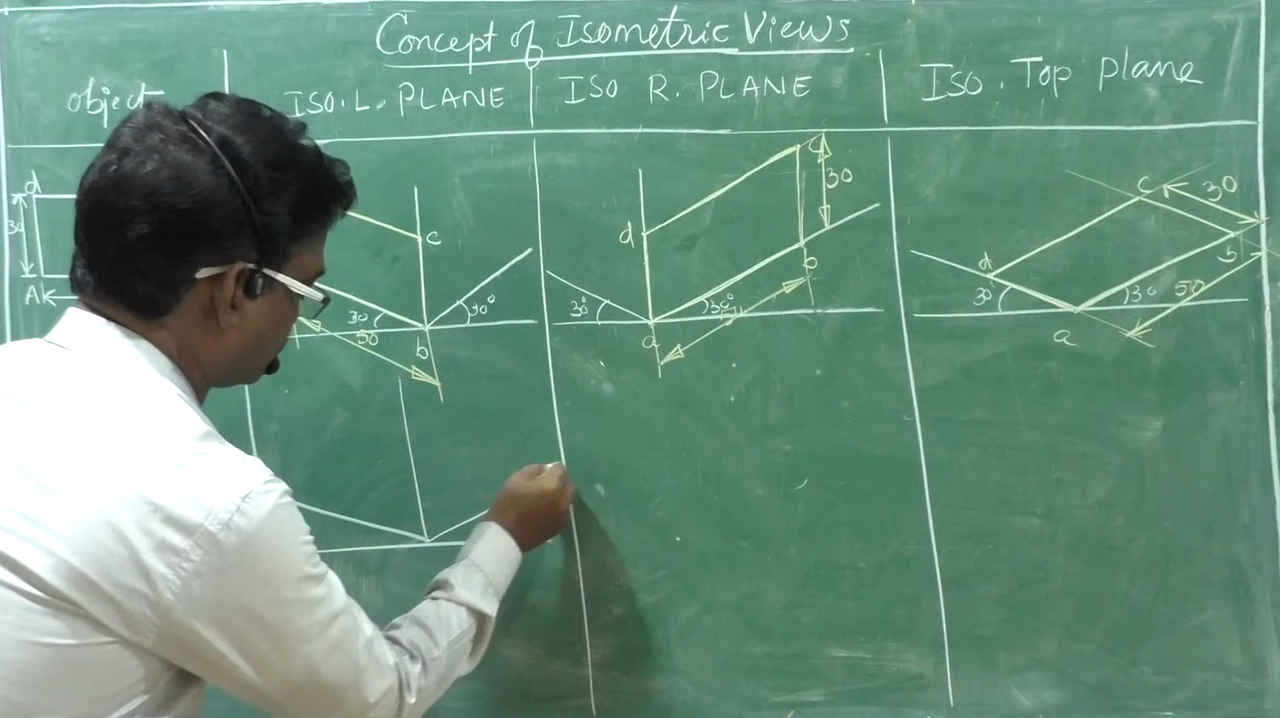 Concept of Isometric Views
object
ISO. L. PLANE
ISO R. PLANE
ISO. Top plane
d
A
c
30
30°
50
b
c
30
d
b
30°
30°
a
c
30
d
b
30
30
50
a